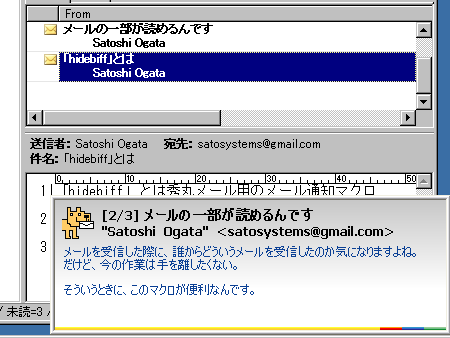 From
メールの一部が読めるんです
Satoshi Ogata
「hidebiff」とは
Satoshi Ogata
送信者: Satoshi Ogata 宛先: satosystems@gmail.com
件名: 「hidebiff」とは
0 10 20 30 40 50
1 「hidebiff」とは秀丸メール用のメール通知マクロ
2
3
[2/3] メールの一部が読めるんです
"Satoshi Ogata" <satosystems@gmail.com>
メールを受信した際に、誰からどういうメールを受信したのか気になりますよね。
だけど、今の作業は手を離したくない。
そういうときに、このマクロが便利なんです。
/ 未読=3 /